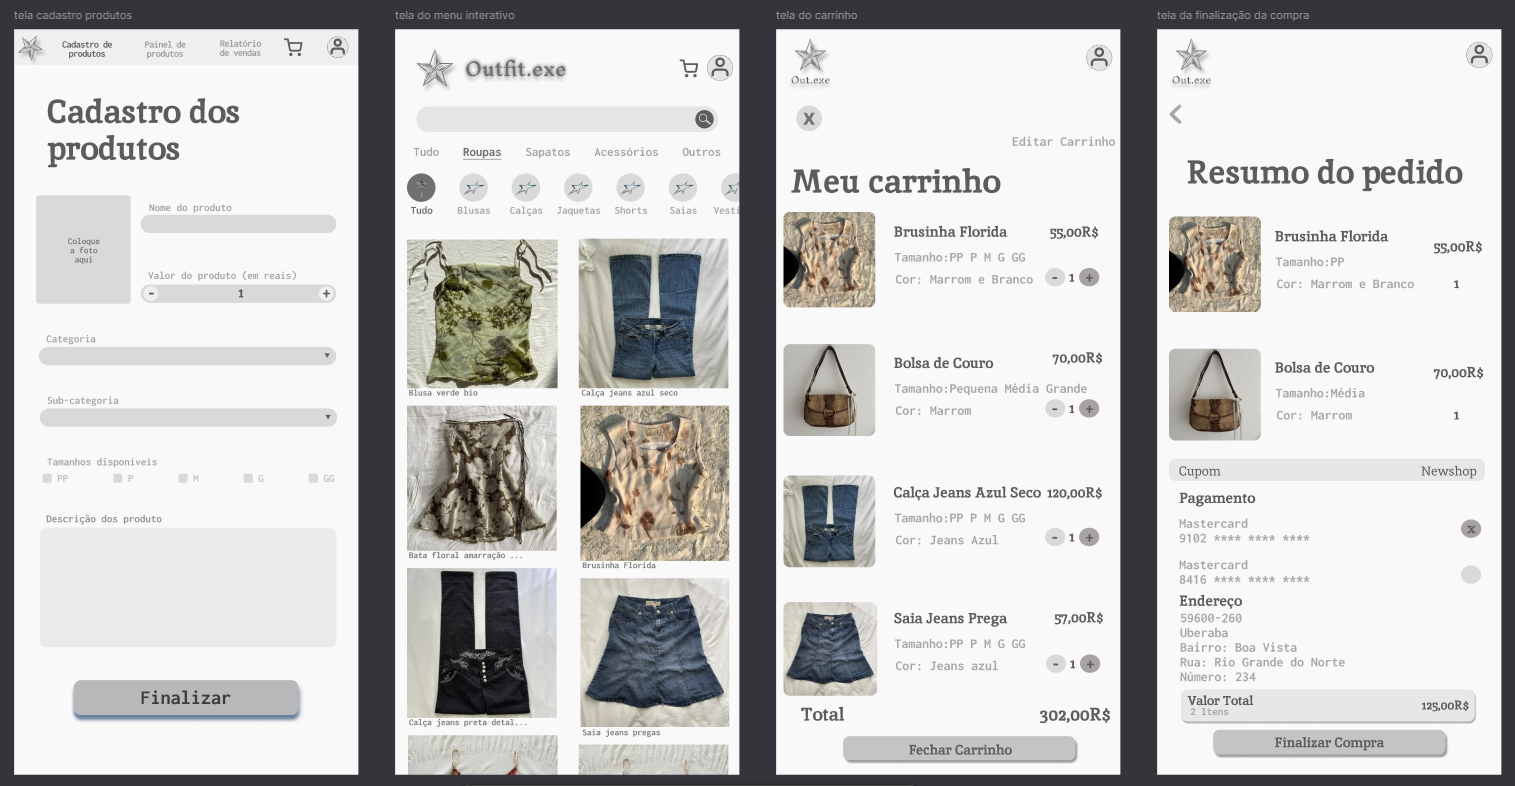 tela cadastro produtos
Cadastro de
produtos
Painel de
produtos
Relatório
de vendas
Cadastro dos
produtos
Coloque
a foto
aqui
Nome do produto
Valor do produto (em reais)
- 1 +
Categoria
Sub-categoria
Tamanhos disponíveis
PP P M G GG
Descrição dos produto
Finalizar
tela do menu interativo
Outfit.exe
Tudo Roupas Sapatos Acessórios Outros
Tudo Blusas Calças Jaquetas Shorts Saias Vesti
Blusa verde bio
Calça jeans azul seco
Bata floral amarração ...
Brusinha Florida
Calça jeans preta detal...
Saia jeans pregas
tela do carrinho
Out.exe
X
Editar Carrinho
Meu carrinho
Brusinha Florida 55,00R$
Tamanho:PP P M G GG
Cor: Marrom e Branco - 1 +
Bolsa de Couro 70,00R$
Tamanho:Pequena Média Grande
Cor: Marrom - 1 +
Calça Jeans Azul Seco 120,00R$
Tamanho:PP P M G GG
Cor: Jeans Azul - 1 +
Saia Jeans Prega 57,00R$
Tamanho:PP P M G GG
Cor: Jeans azul - 1 +
Total 302,00R$
Fechar Carrinho
tela da finalização da compra
Out.exe
Resumo do pedido
Brusinha Florida 55,00R$
Tamanho:PP
Cor: Marrom e Branco 1
Bolsa de Couro 70,00R$
Tamanho:Média
Cor: Marrom 1
Cupom Newshop
Pagamento
Mastercard
9102 **** **** **** X
Mastercard
8416 **** **** ****
Endereço
59600-260
Uberaba
Bairro: Boa Vista
Rua: Rio Grande do Norte
Número: 234
Valor Total 125,00R$
2 Itens
Finalizar Compra